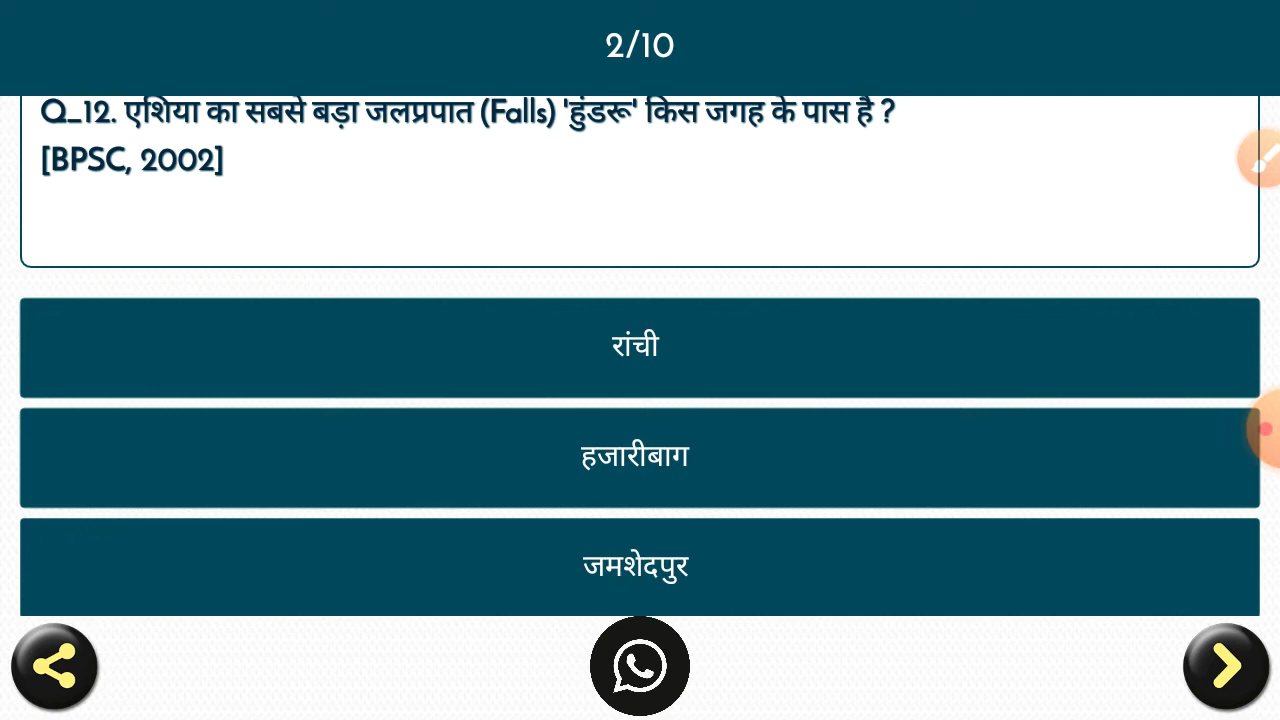 2/10
Q_12. एशिया का सबसे बड़ा जलप्रपात (Falls) 'हुंडरू' किस जगह के पास है ?
[BPSC, 2002]
रांची
हजारीबाग
जमशेदपुर